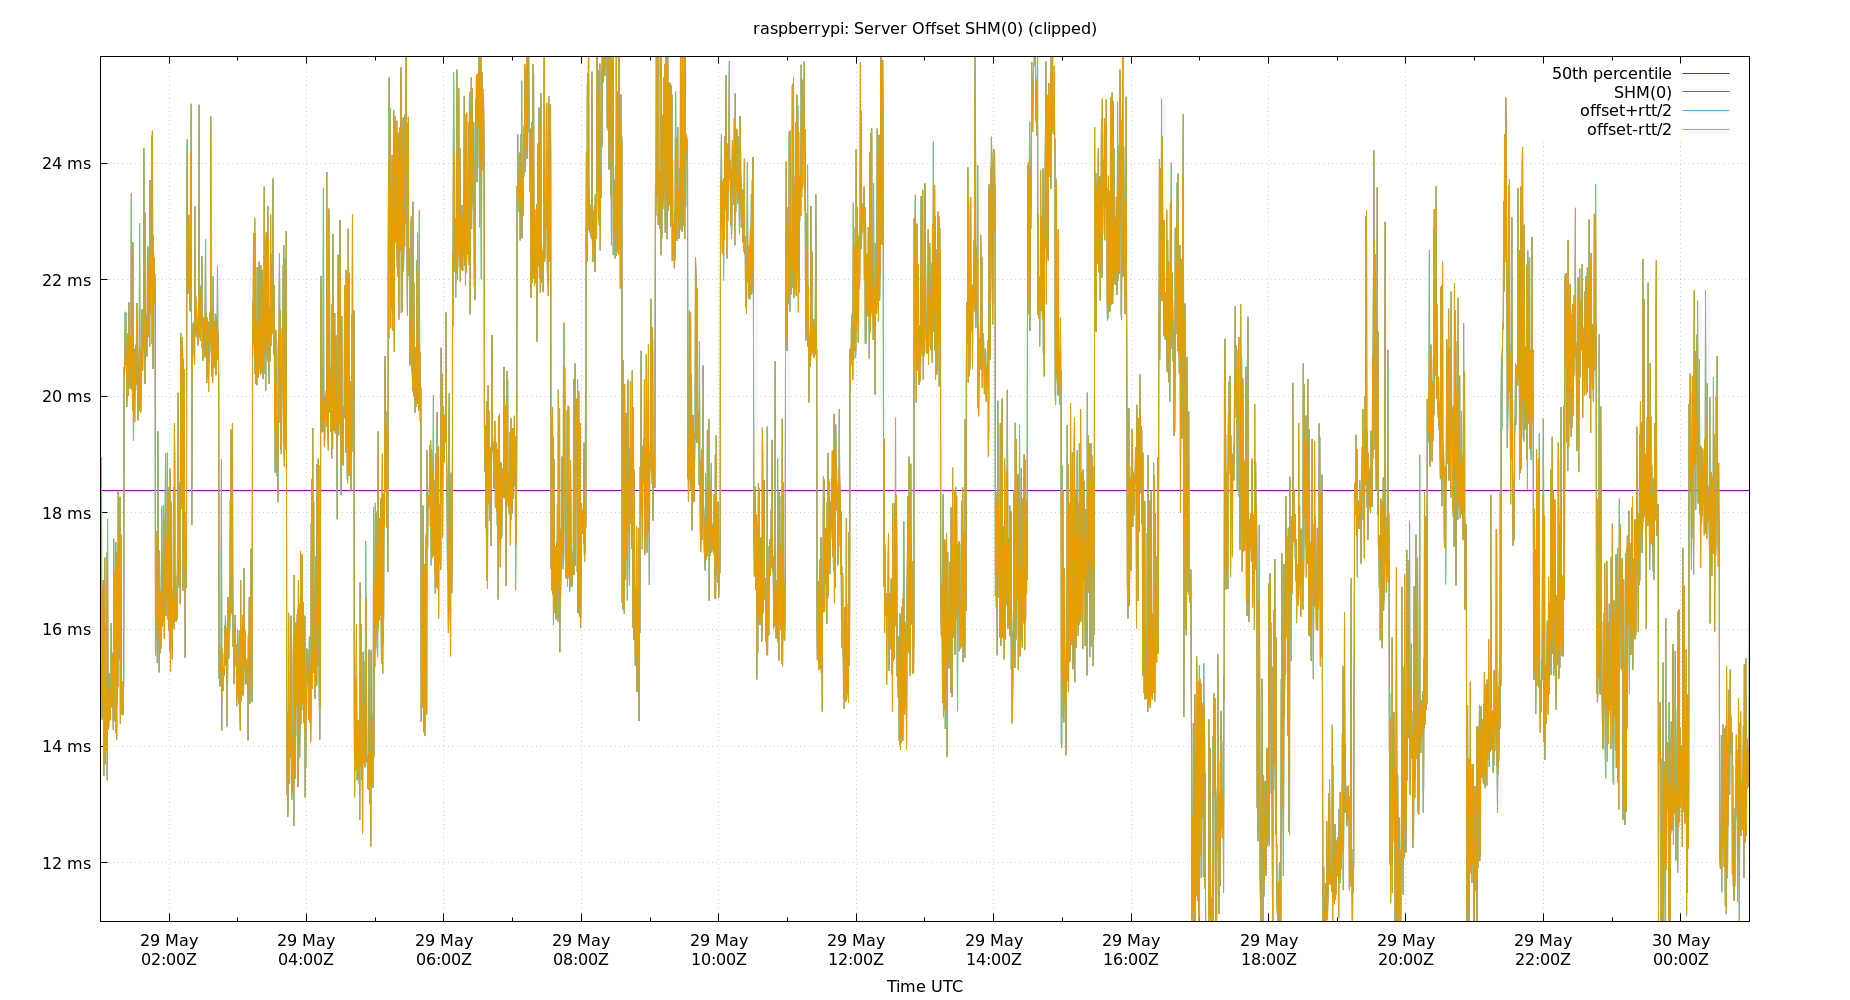 raspberrypi: Server Offset SHM(0) (clipped)
50th percentile
SHM(0)
offset+rtt/2
offset-rtt/2
24 ms
22 ms
20 ms
18 ms
16 ms
14 ms
12 ms
29 May 29 May 29 May 29 May 29 May 29 May 29 May 29 May 29 May 29 May 29 May 30 May
02:00Z 04:00Z 06:00Z 08:00Z 10:00Z 12:00Z 14:00Z 16:00Z 18:00Z 20:00Z 22:00Z 00:00Z
Time UTC